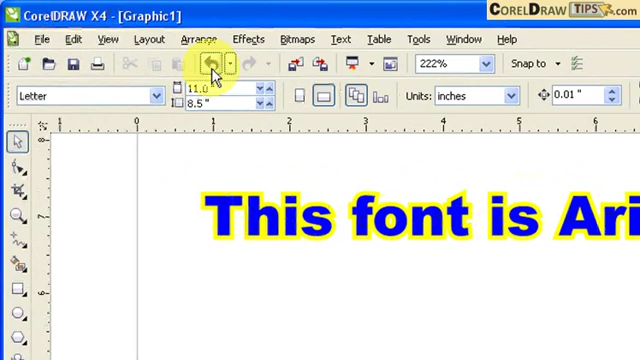 CorelDRAW X4 - [Graphic1]
CORELDRAW TIPS.COM
File Edit View Layout Arrange Effects Bitmaps Text Table Tools Window Help
222% Snap to
Letter 11.0 " 8.5 " Units: inches 0.01 "
0 1 2 3 4 5 6
8
7
6
This font is Ari